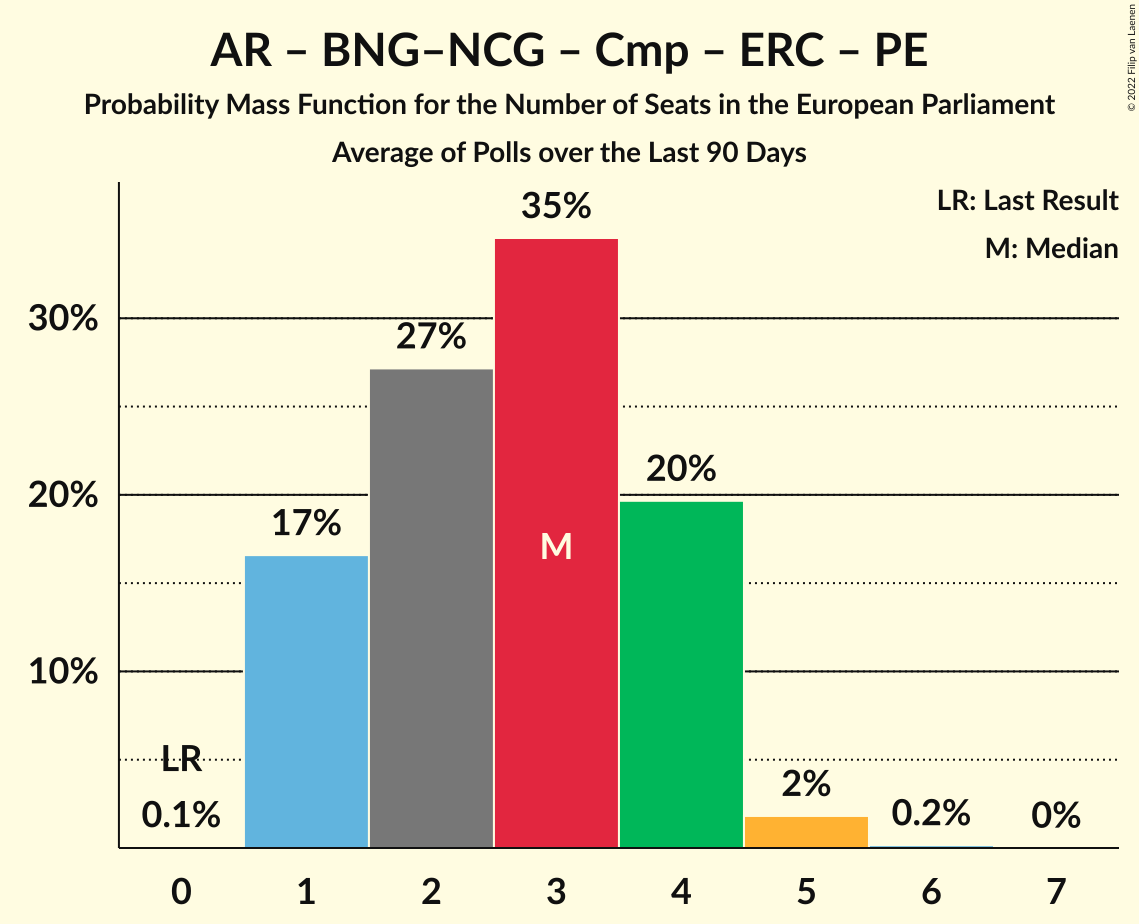 AR – BNG–NCG – Cmp – ERC – PE
Probability Mass Function for the Number of Seats in the European Parliament
Average of Polls over the Last 90 Days
© 2022 Filip van Laenen
LR: Last Result
M: Median
35%
30%
27%
20%
20%
17%
M
10%
LR
0.1%
2%
0.2%
0%
0 1 2 3 4 5 6 7